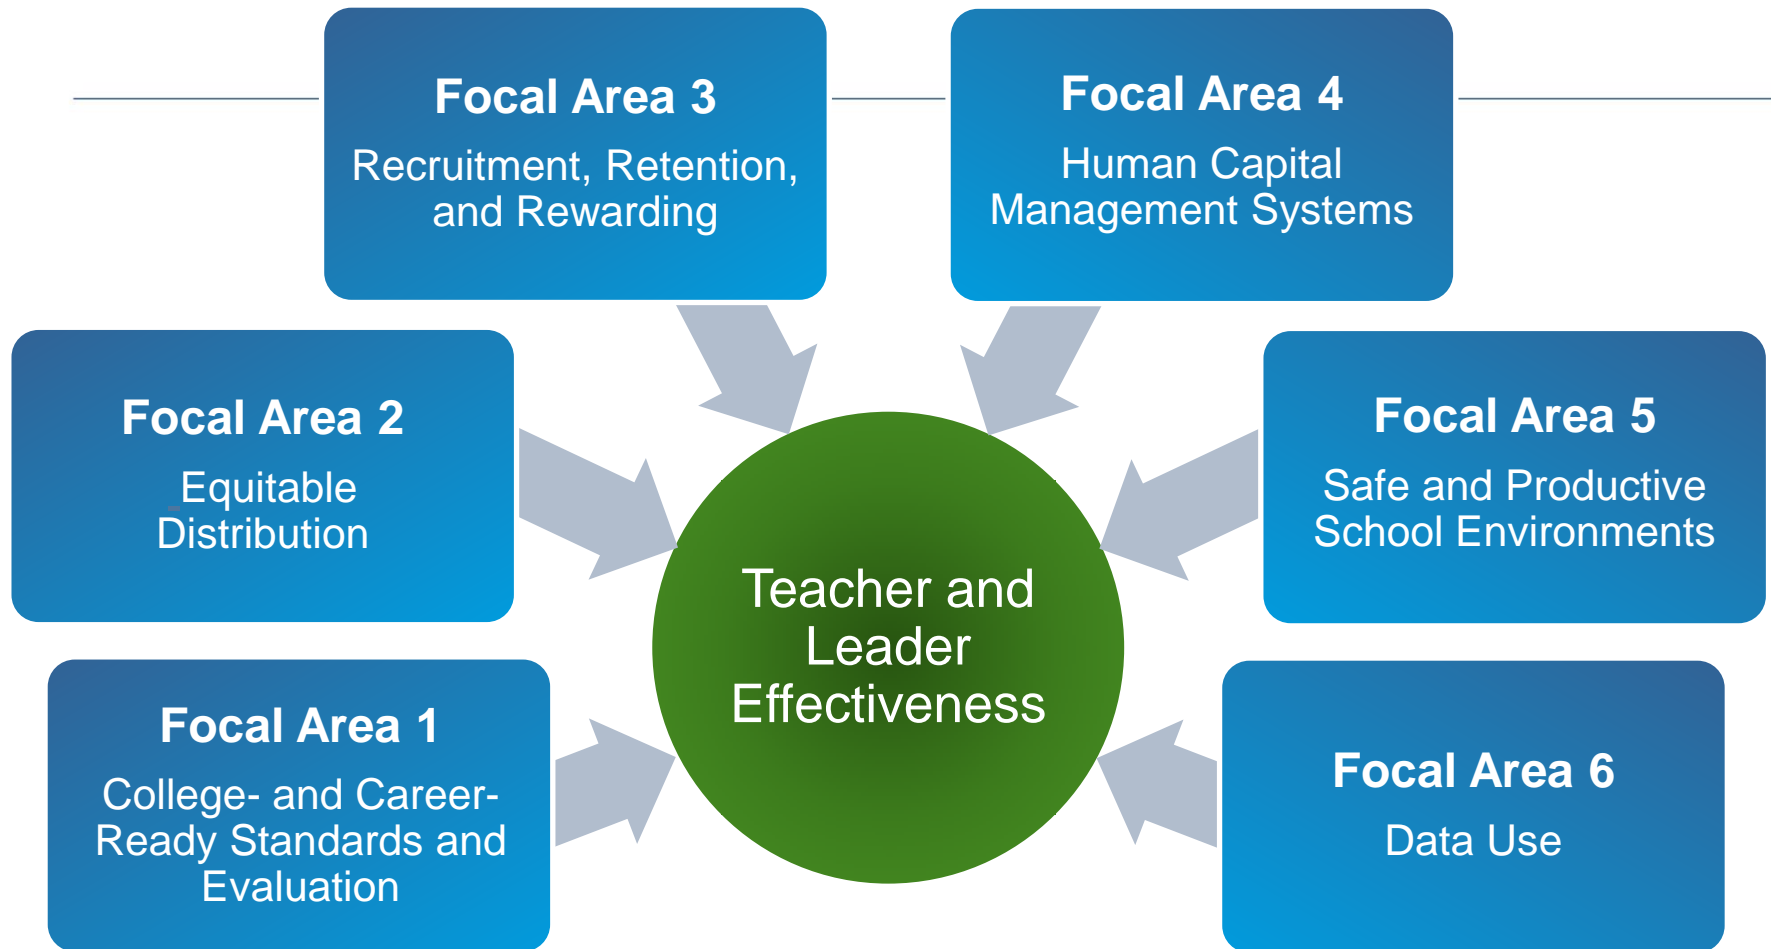 Focal Area 3
Recruitment, Retention,
and Rewarding
Focal Area 4
Human Capital
Management Systems
Focal Area 2
Equitable
Distribution
Focal Area 5
Safe and Productive
School Environments
Teacher and
Leader
Effectiveness
Focal Area 1
College- and Career-
Ready Standards and
Evaluation
Focal Area 6
Data Use